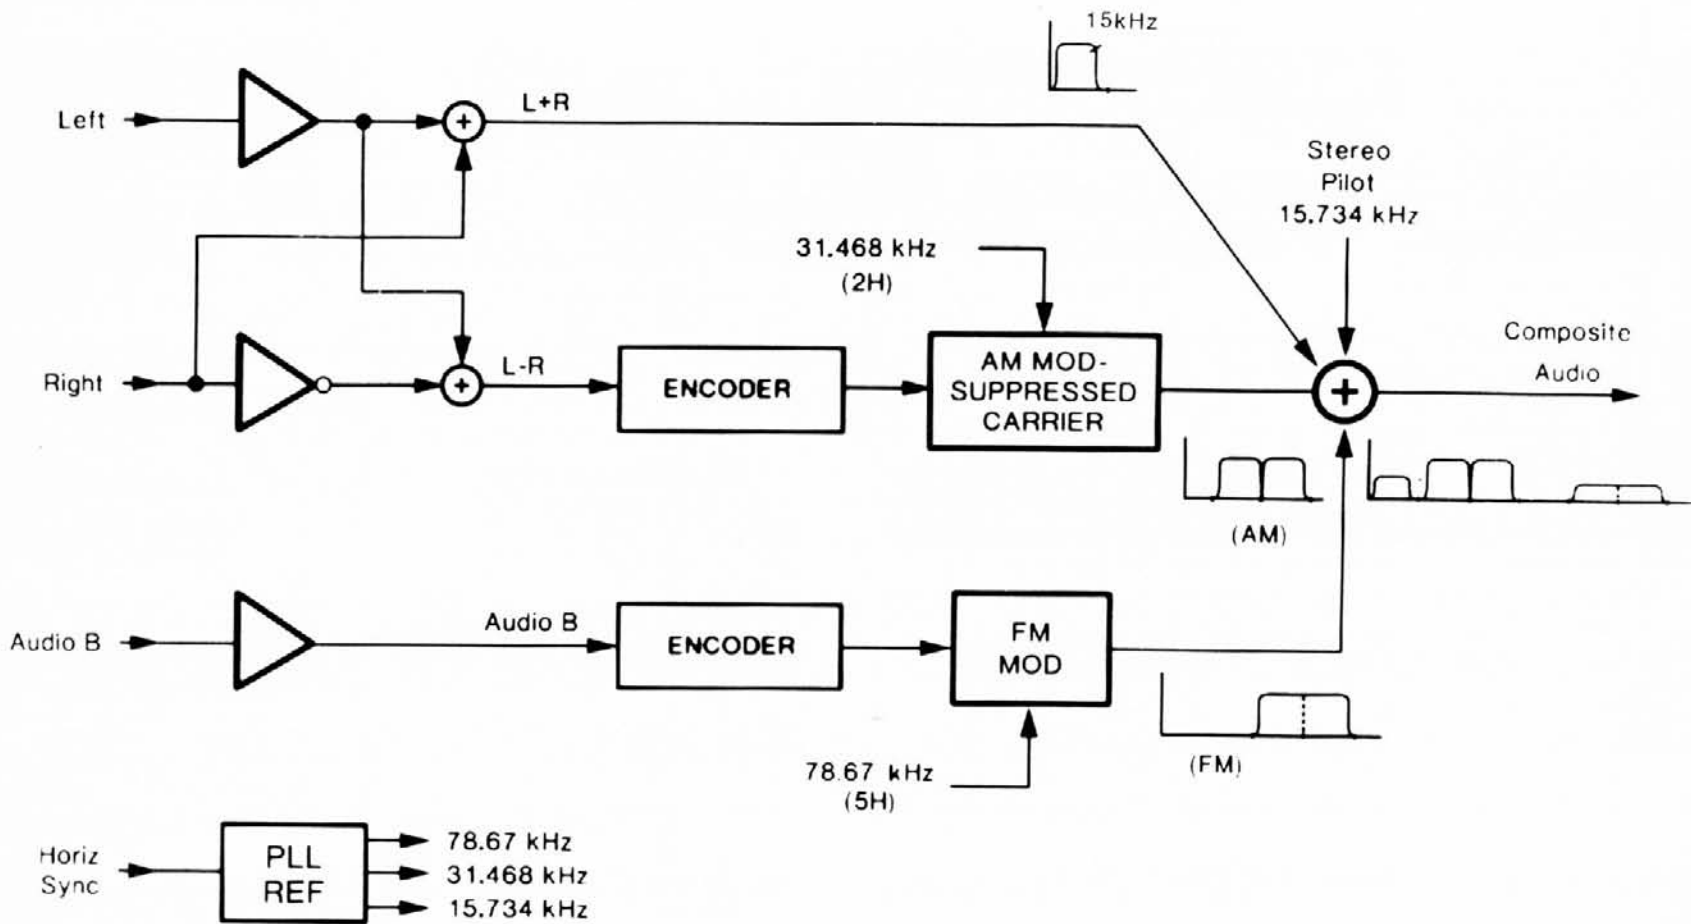 15kHz
Left
L+R
Stereo
Pilot
15.734 kHz
31.468 kHz
(2H)
Composite
Audio
Right
L-R
ENCODER
AM MOD-
SUPPRESSED
CARRIER
(AM)
Audio B
Audio B
ENCODER
FM
MOD
(FM)
78.67 kHz
(5H)
Horiz
Sync
PLL
REF
78.67 kHz
31.468 kHz
15.734 kHz